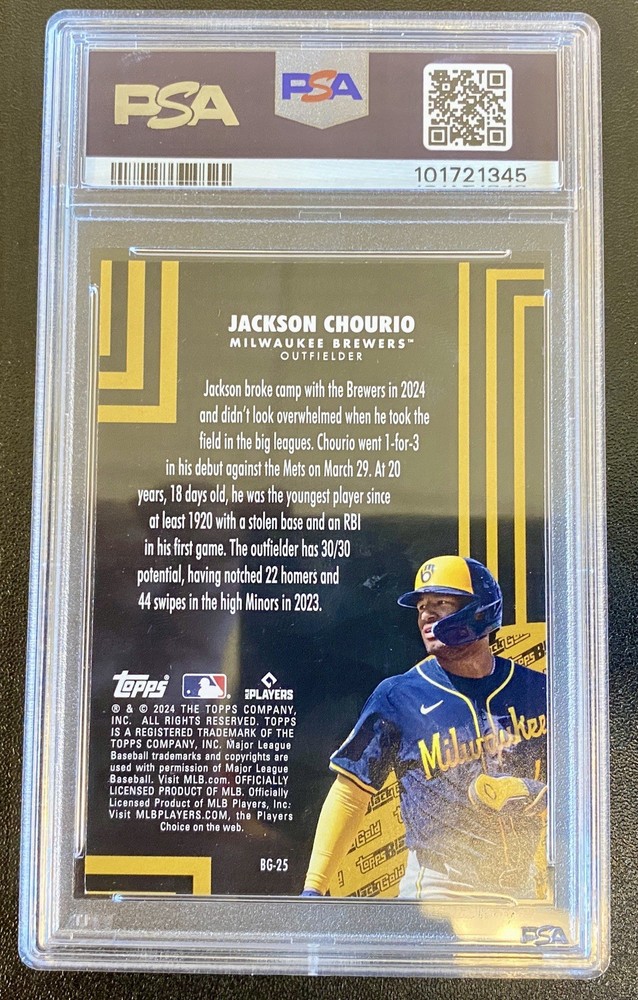 PSA
PSA
101721345
JACKSON CHOURIO
MILWAUKEE BREWERS™
OUTFIELDER
Jackson broke camp with the Brewers in 2024
and didn't look overwhelmed when he took the
field in the big leagues. Chourio went 1-for-3
in his debut against the Mets on March 29. At 20
years, 18 days old, he was the youngest player since
at least 1920 with a stolen base and an RBI
in his first game. The outfielder has 30/30
potential, having notched 22 homers and
44 swipes in the high Minors in 2023.
Topps
PLAYERS
® & © 2024 THE TOPPS COMPANY,
INC. ALL RIGHTS RESERVED. TOPPS
IS A REGISTERED TRADEMARK OF THE
TOPPS COMPANY, INC. Major League
Baseball trademarks and copyrights are
used with permission of Major League
Baseball. Visit MLB.com. OFFICIALLY
LICENSED PRODUCT OF MLB. Officially
Licensed Product of MLB Players, Inc.
Visit MLBPLAYERS.COM, the Players
Choice on the web.
BG-25
Milwaukee
Gold
topps
Gold
PSA